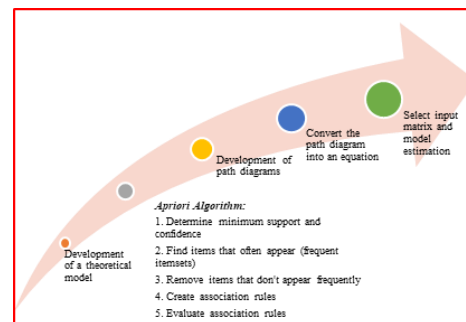 Development
of a theoretical
model
Apriori Algorithm:
1. Determine minimum support and
confidence
2. Find items that often appear (frequent
itemsets)
3. Remove items that don't appear frequently
4. Create association rules
5. Evaluate association rules
Development of
path diagrams
Convert the
path diagram
into an equation
Select input
matrix and
model
estimation